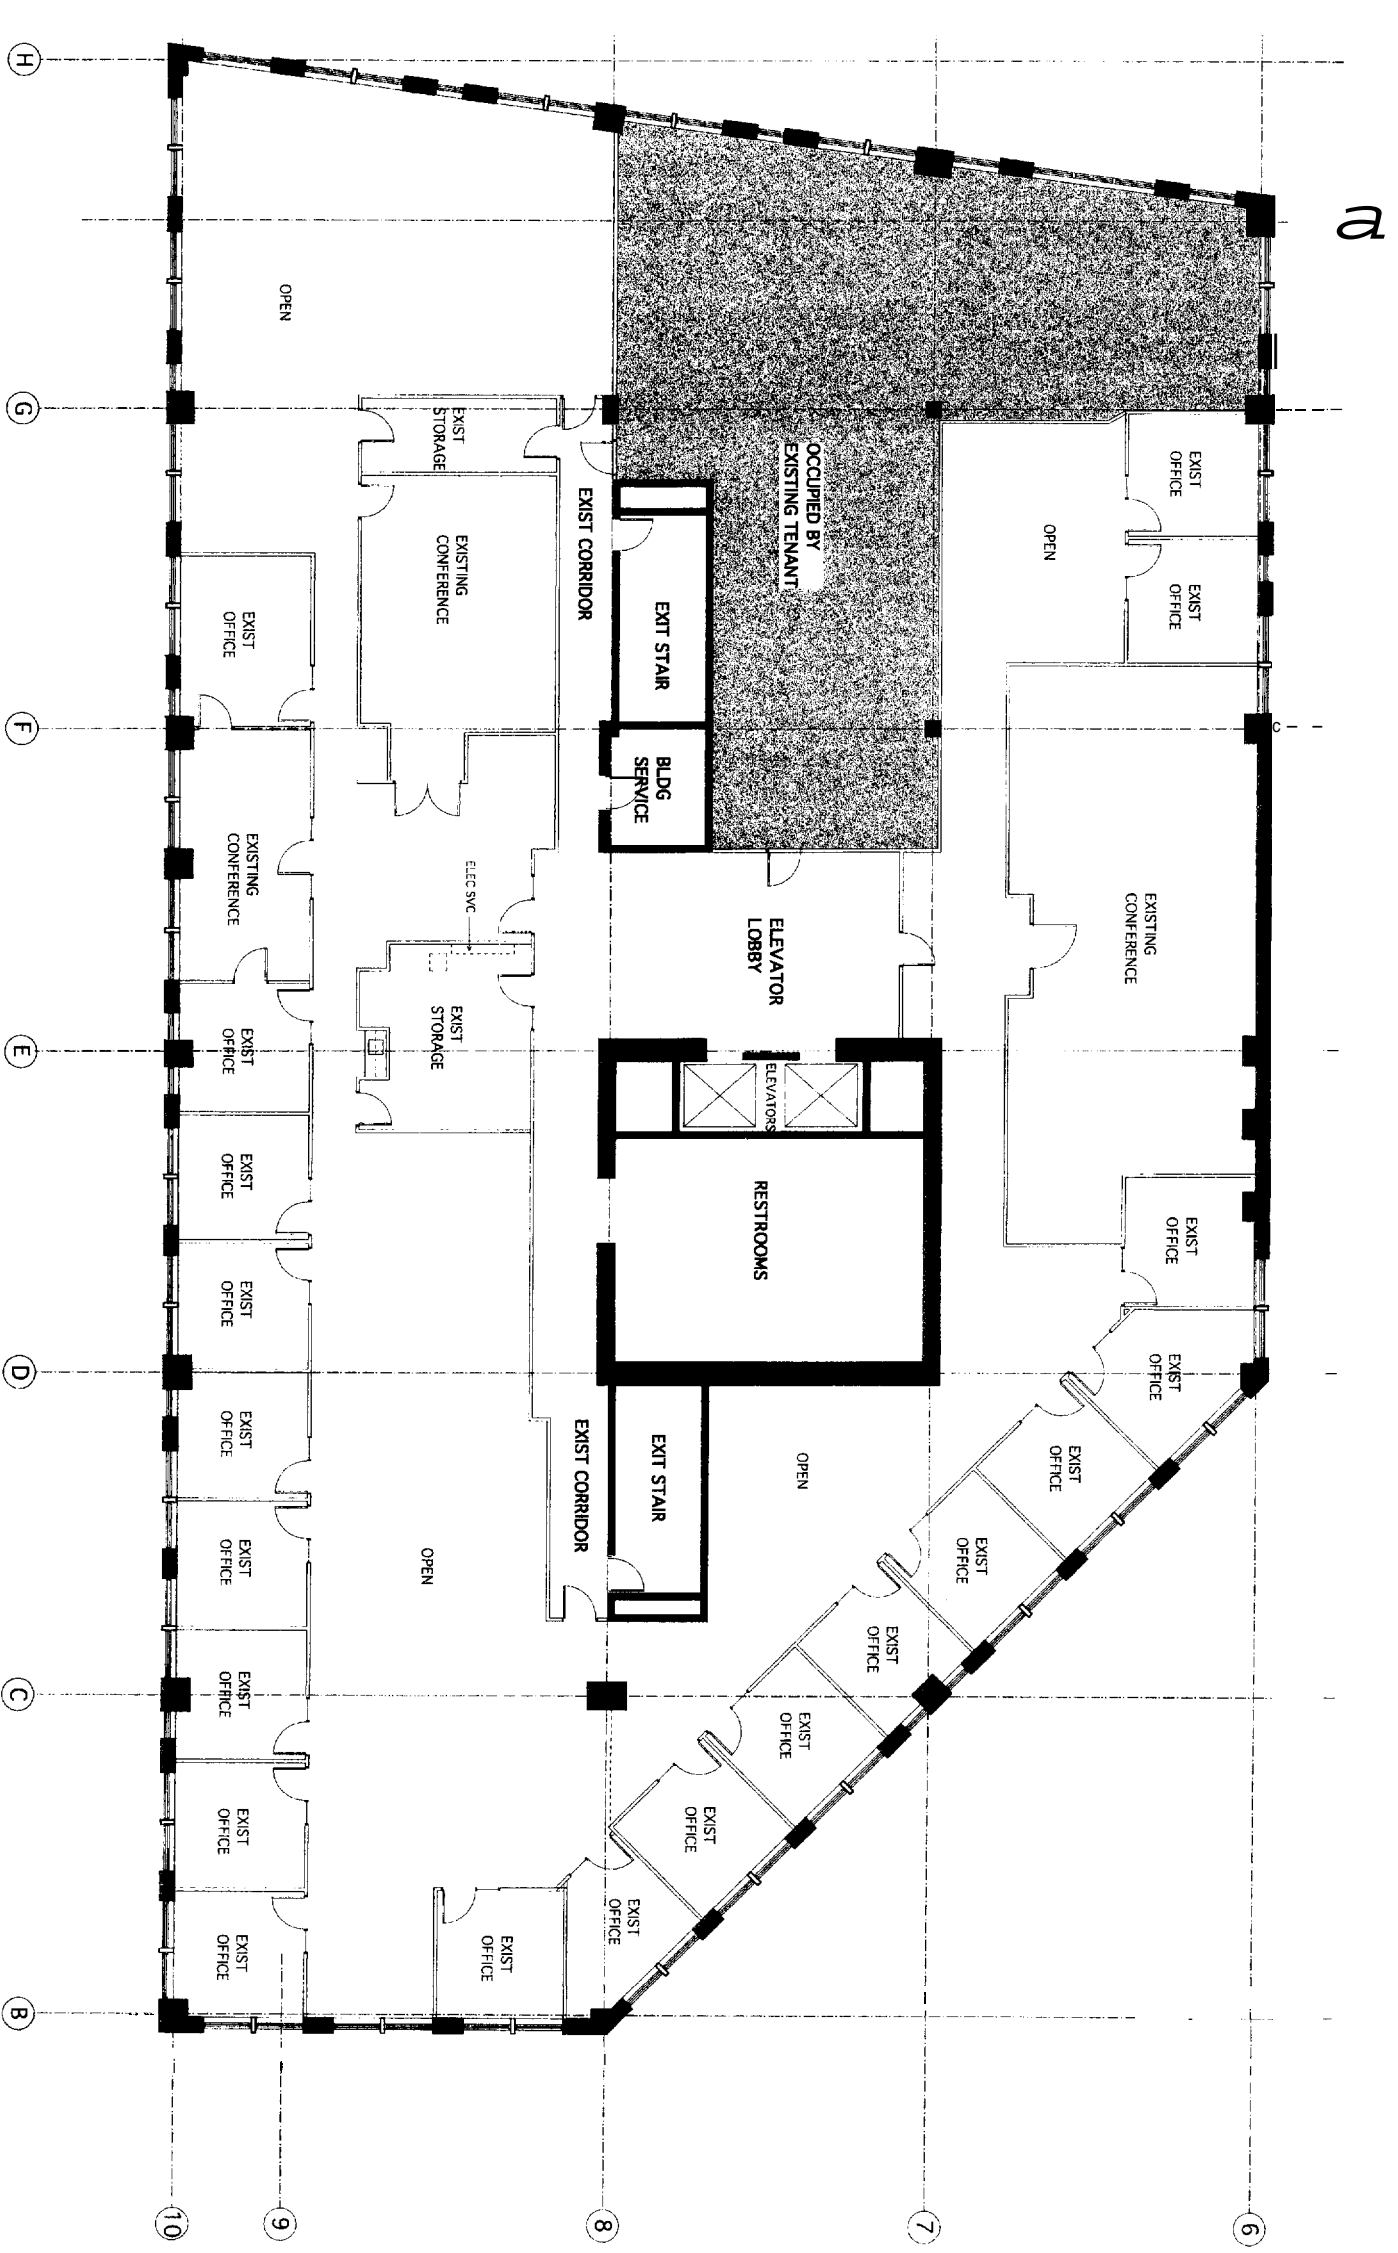 H
a
OPEN
G
EXIST
STORAGE
EXIST
OFFICE
OCCUPIED BY
EXISTING TENANT
EXIST CORRIDOR
OPEN
EXISTING
CONFERENCE
EXIST
OFFICE
EXIST
OFFICE
EXIT STAIR
F
C
BLDG
SERVICE
EXISTING
CONFERENCE
ELEC SVC
ELEVATOR
LOBBY
EXISTING
CONFERENCE
E
EXIST
OFFICE
EXIST
STORAGE
ELEVATORS
EXIST
OFFICE
RESTROOMS
EXIST
OFFICE
EXIST
OFFICE
D
EXIST
OFFICE
EXIST
OFFICE
EXIST CORRIDOR
EXIT STAIR
OPEN
EXIST
OFFICE
EXIST
OFFICE
OPEN
EXIST
OFFICE
C
EXIST
OFFICE
EXIST
OFFICE
EXIST
OFFICE
EXIST
OFFICE
EXIST
OFFICE
EXIST
OFFICE
EXIST
OFFICE
EXIST
OFFICE
B
10
9
8
7
6